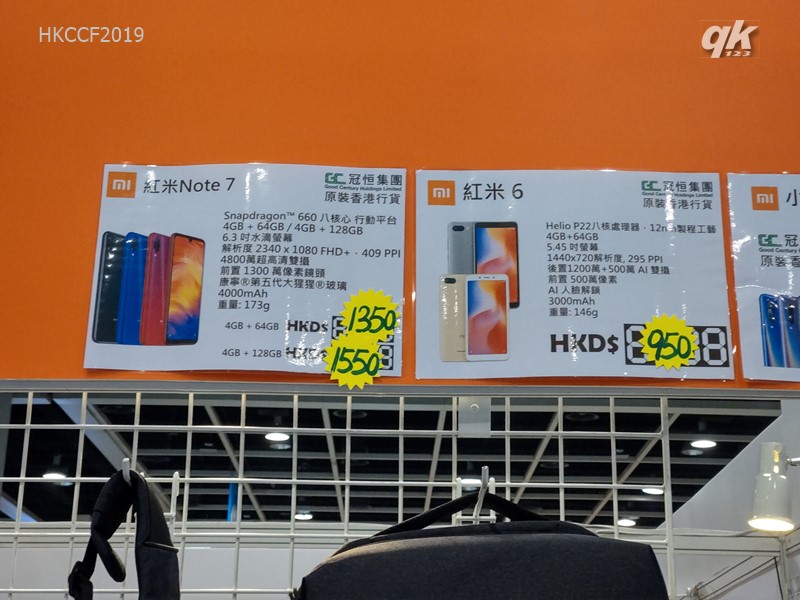 HKCCF2019
qk
123
mi 紅米Note 7
GC 冠恒集團
Good Century Holdings Limited
原裝香港行貨
Snapdragon™ 660 八核心 行動平台
4GB + 64GB / 4GB + 128GB
6.3 吋水滴螢幕
解析度 2340 x 1080 FHD+ · 409 PPI
4800萬超高清雙攝
前置 1300 萬像素鏡頭
康寧®第五代大猩猩®玻璃
4000mAh
重量: 173g
4GB + 64GB HKD$ 1350
4GB + 128GB HKD$ 1550
mi 紅米 6
GC 冠恒集團
Good Century Holdings Limited
原裝香港行貨
Helio P22八核處理器 · 12nm製程工藝
4GB+64GB
5.45 吋螢幕
1440x720解析度, 295 PPI
後置1200萬+500萬 AI 雙攝
前置 500萬像素
AI 人臉解鎖
3000mAh
重量: 146g
HKD$ 950
mi 小
GC 冠恒
Good Century
原裝香